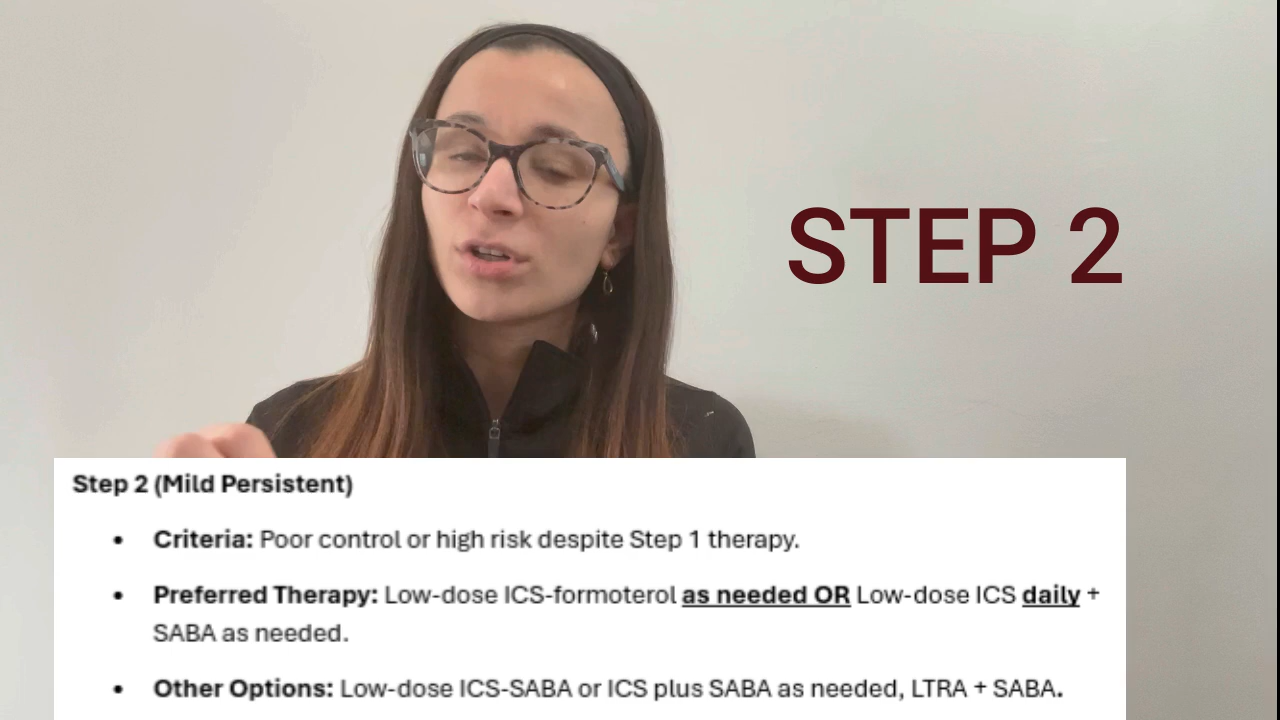 STEP 2
Step 2 (Mild Persistent)
• Criteria: Poor control or high risk despite Step 1 therapy.
• Preferred Therapy: Low-dose ICS-formoterol as needed OR Low-dose ICS daily +
SABA as needed.
• Other Options: Low-dose ICS-SABA or ICS plus SABA as needed, LTRA + SABA.